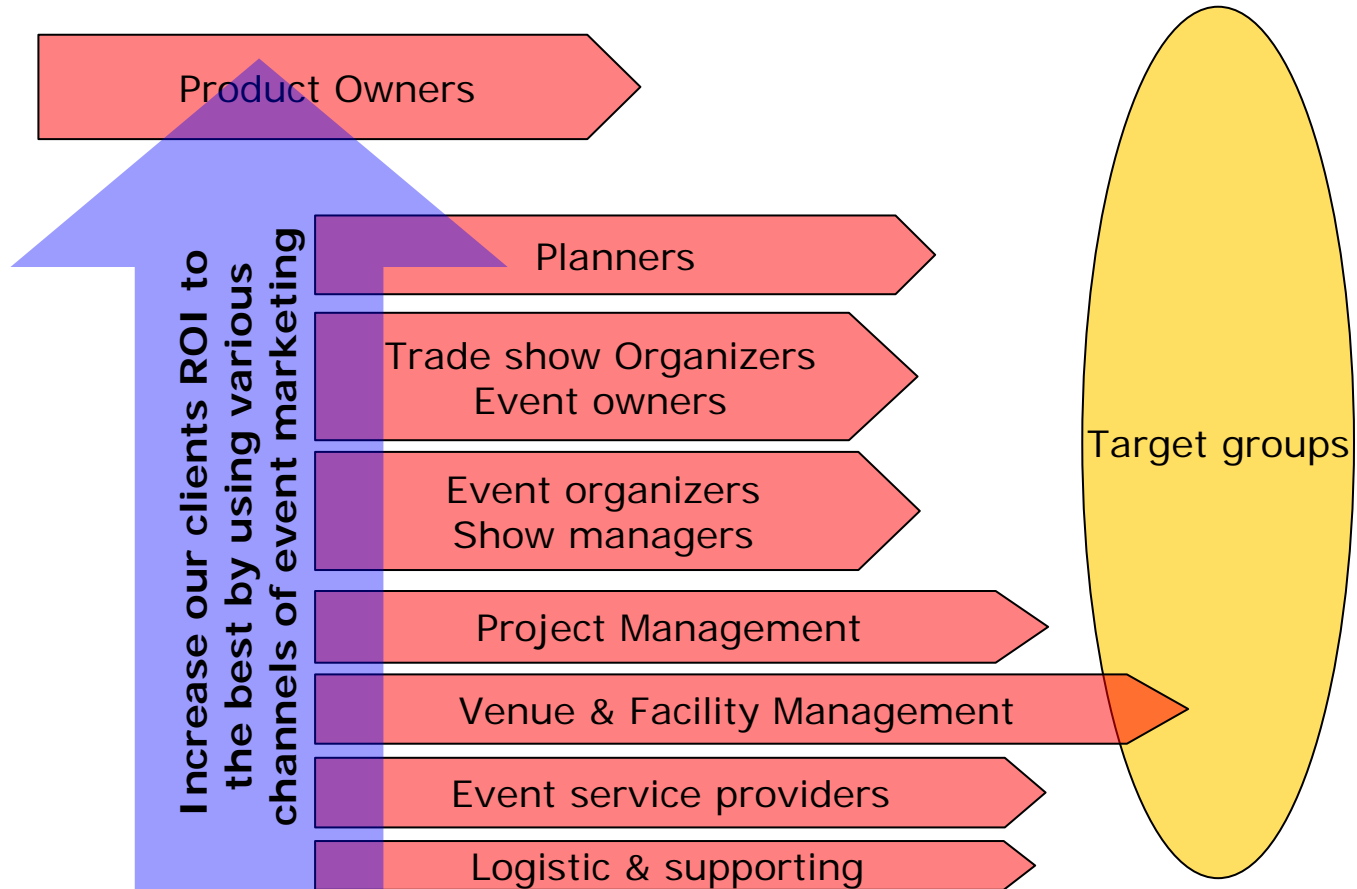 Product Owners
Increase our clients ROI to
the best by using various
channels of event marketing
Planners
Trade show Organizers
Event owners
Event organizers
Show managers
Project Management
Venue & Facility Management
Event service providers
Logistic & supporting
Target groups